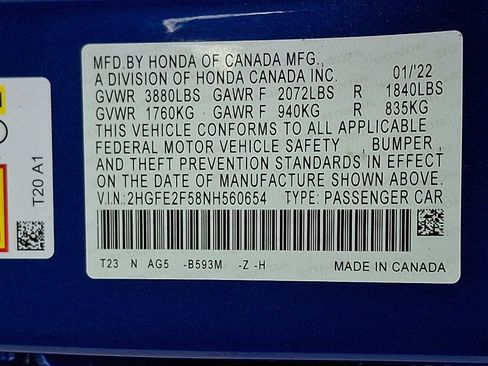 MFD.BY HONDA OF CANADA MFG.,
A DIVISION OF HONDA CANADA INC. 01/'22
GVWR 3880LBS GAWR F 2072LBS R 1840LBS
GVWR 1760KG GAWR F 940KG R 835KG
THIS VEHICLE CONFORMS TO ALL APPLICABLE
FEDERAL MOTOR VEHICLE SAFETY , BUMPER ,
AND THEFT PREVENTION STANDARDS IN EFFECT
ON THE DATE OF MANUFACTURE SHOWN ABOVE.
V.I.N.: 2HGFE2F58NH560654 TYPE: PASSENGER CAR
T23 N AG5 -B593M -Z -H MADE IN CANADA
T20 A1